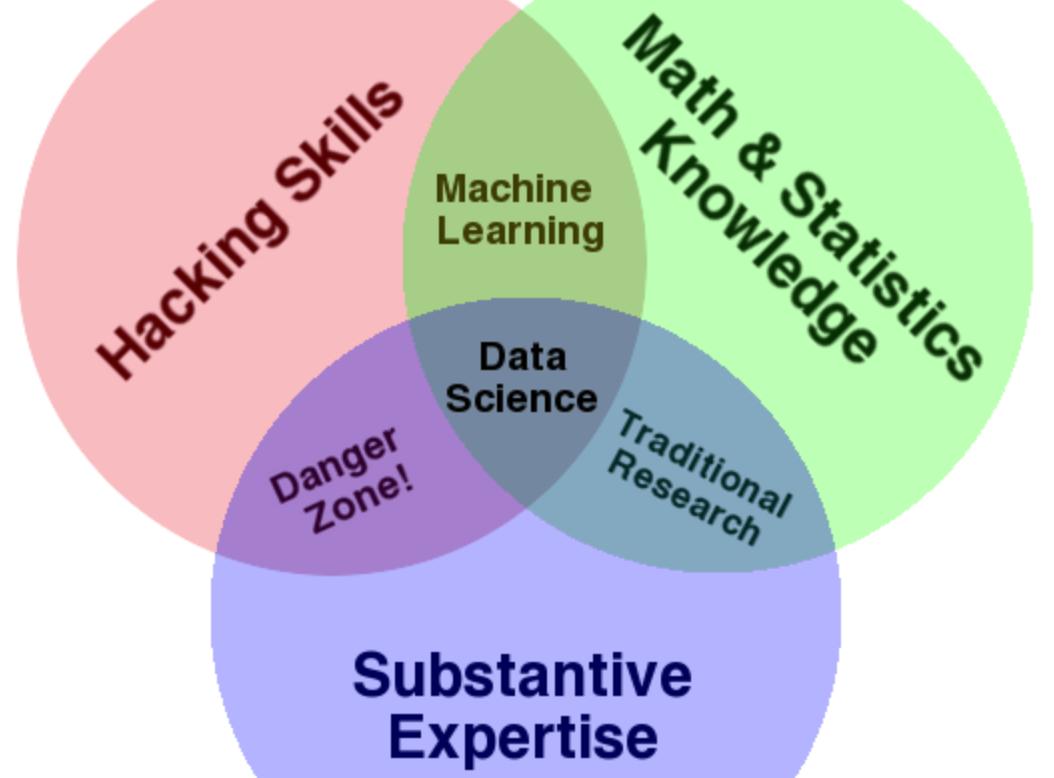 Hacking Skills
Math & Statistics
Knowledge
Machine
Learning
Data
Science
Danger
Zone!
Traditional
Research
Substantive
Expertise